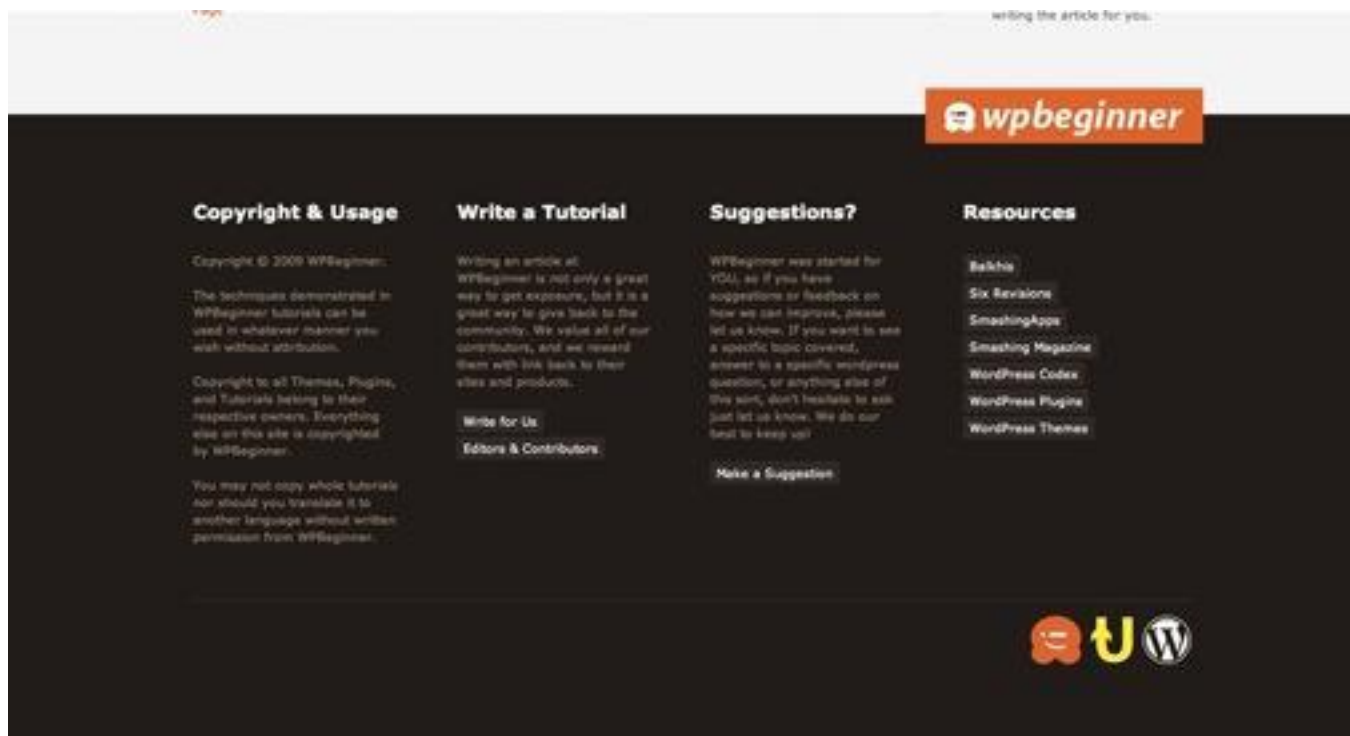 Page
writing the article for you.
wpbeginner
Copyright & Usage
Copyright © 2009 WPBeginner.
The techniques demonstrated in
WPBeginner tutorials can be
used in whatever manner you
wish without attribution.
Copyright to all Themes, Plugins,
and Tutorials belong to their
respective owners. Everything
else on this site is copyrighted
by WPBeginner.
You may not copy whole tutorials
nor should you translate it to
another language without written
permission from WPBeginner.
Write a Tutorial
Writing an article at
WPBeginner is not only a great
way to get exposure, but it is a
great way to give back to the
community. We value all of our
contributors, and we reward
them with link back to their
sites and products.
Write for Us
Editors & Contributors
Suggestions?
WPBeginner was started for
YOU, so if you have
suggestions or feedback on
how we can improve, please
let us know. If you want to see
a specific topic covered,
answer to a specific wordpress
question, or anything else of
this sort, don't hesitate to ask
just let us know. We do our
best to keep up!
Make a Suggestion
Resources
Balkhis
Six Revisions
SmashingApps
Smashing Magazine
WordPress Codex
WordPress Plugins
WordPress Themes